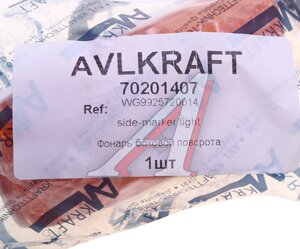 AVLKRAFT
70201407
Ref: WG9925720014
side-marker light
Фонарь боковой поворота
1шт